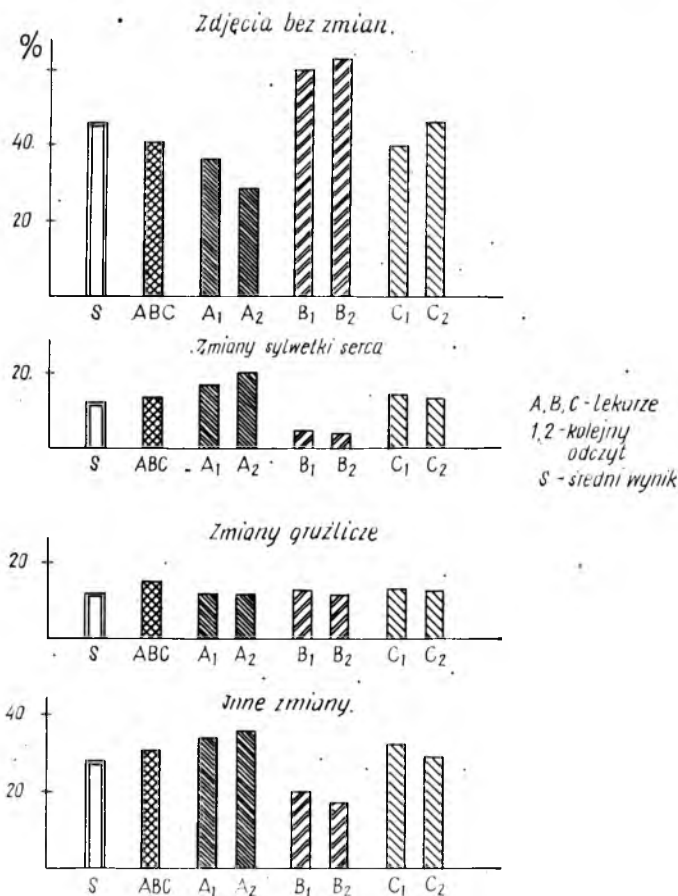 Zdjęcia bez zmian.
%
40.
20
S ABC A1 A2 B1 B2 C1 C2
Zmiany sylwetki serca
20.
S ABC A1 A2 B1 B2 C1 C2
A, B, C - lekarze
1,2 - kolejny
odczyt
S - średni wynik
Zmiany gruźlicze
20
S ABC A1 A2 B1 B2 C1 C2
Jnne zmiany.
40
20
S ABC A1 A2 B1 B2 C1 C2